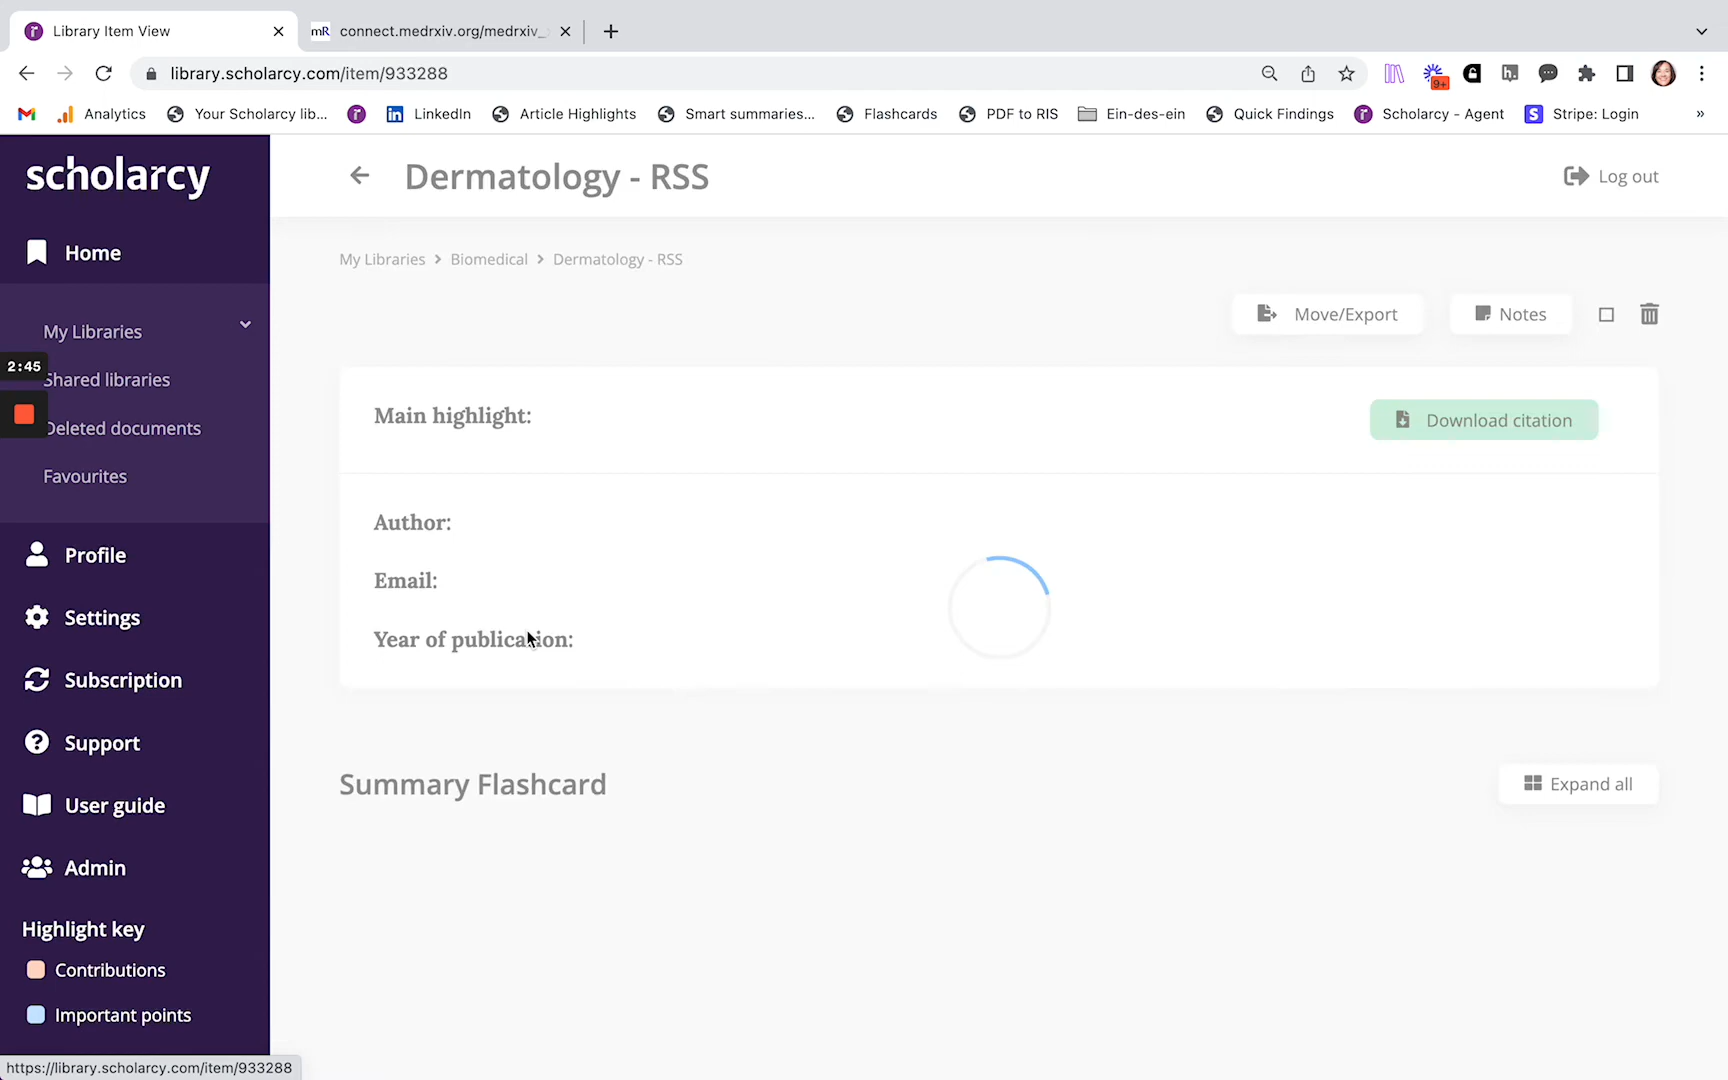 Library Item View
mR connect.medrxiv.org/medrxiv_
library.scholarcy.com/item/933288
9+
Analytics
Your Scholarcy lib...
LinkedIn
Article Highlights
Smart summaries...
Flashcards
PDF to RIS
Ein-des-ein
Quick Findings
Scholarcy - Agent
S Stripe: Login
»
scholarcy
Dermatology - RSS
Log out
Home
My Libraries > Biomedical > Dermatology - RSS
Move/Export
Notes
My Libraries
2:45
Shared libraries
Deleted documents
Favourites
Main highlight:
Download citation
Author:
Email:
Year of publication:
Profile
Settings
Subscription
Support
User guide
Admin
Summary Flashcard
Expand all
Highlight key
Contributions
Important points
https://library.scholarcy.com/item/933288